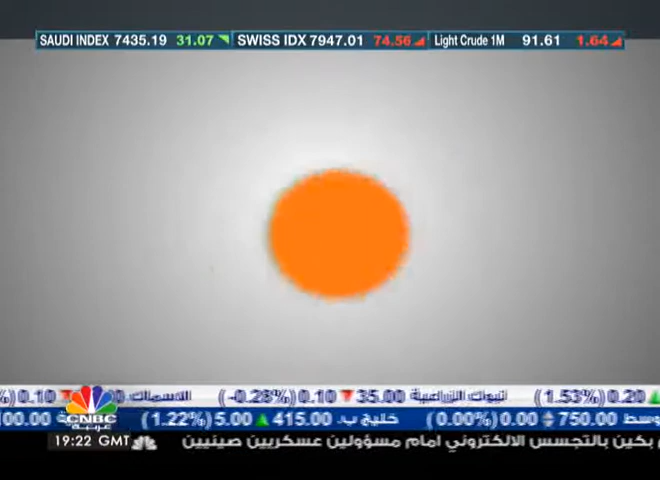 SAUDI INDEX 7435.19 31.07 SWISS IDX 7947.01 74.56 Light Crude 1M 91.61 1.64
0.10 (%) الاسماك 35.00 0.10 (-0.28%) 0.20 (1.53%)
00.00 (1.22%) 5.00 415.00 خليج ب. (0.00%) 0.00 750.00
CNBC
عربية
19:22 GMT بكين بالتجسس الالكتروني امام مسؤولين عسكريين صينيين